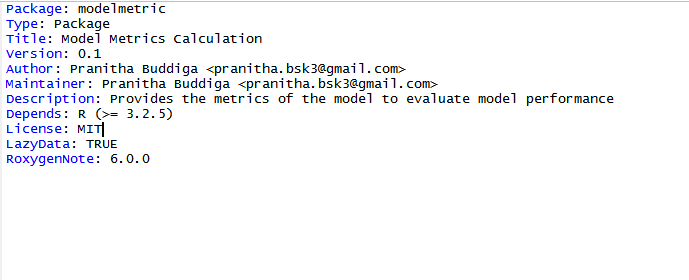 Package: modelmetric
Type: Package
Title: Model Metrics Calculation
Version: 0.1
Author: Pranitha Buddiga <pranitha.bsk3@gmail.com>
Maintainer: Pranitha Buddiga <pranitha.bsk3@gmail.com>
Description: Provides the metrics of the model to evaluate model performance
Depends: R (>= 3.2.5)
License: MIT
LazyData: TRUE
RoxygenNote: 6.0.0